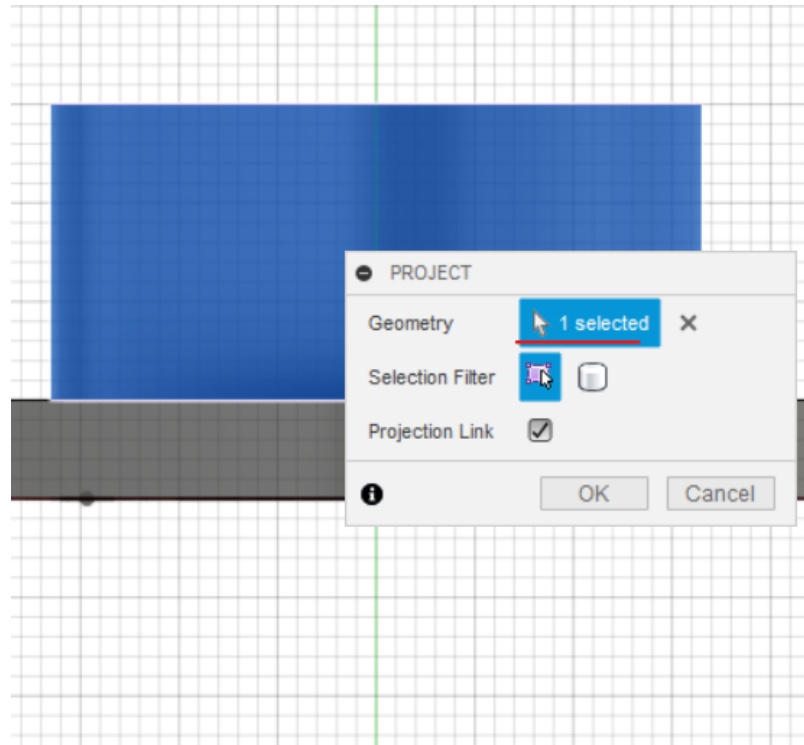 PROJECT
Geometry 1 selected
Selection Filter
Projection Link
OK Cancel